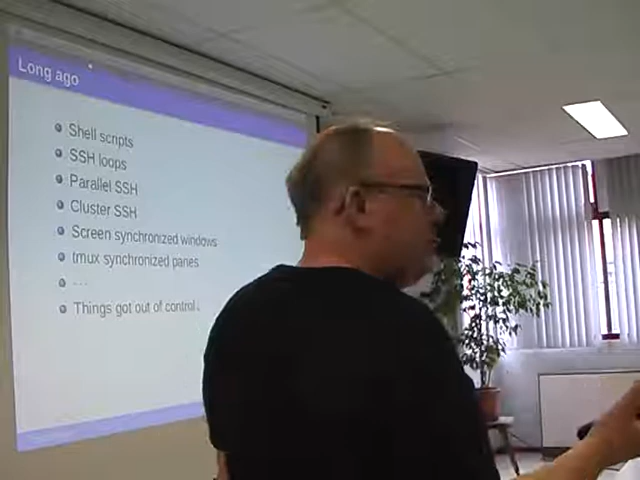 Long ago
Shell scripts
SSH loops
Parallel SSH
Cluster SSH
Screen synchronized windows
tmux synchronized panes
...
Things got out of control.